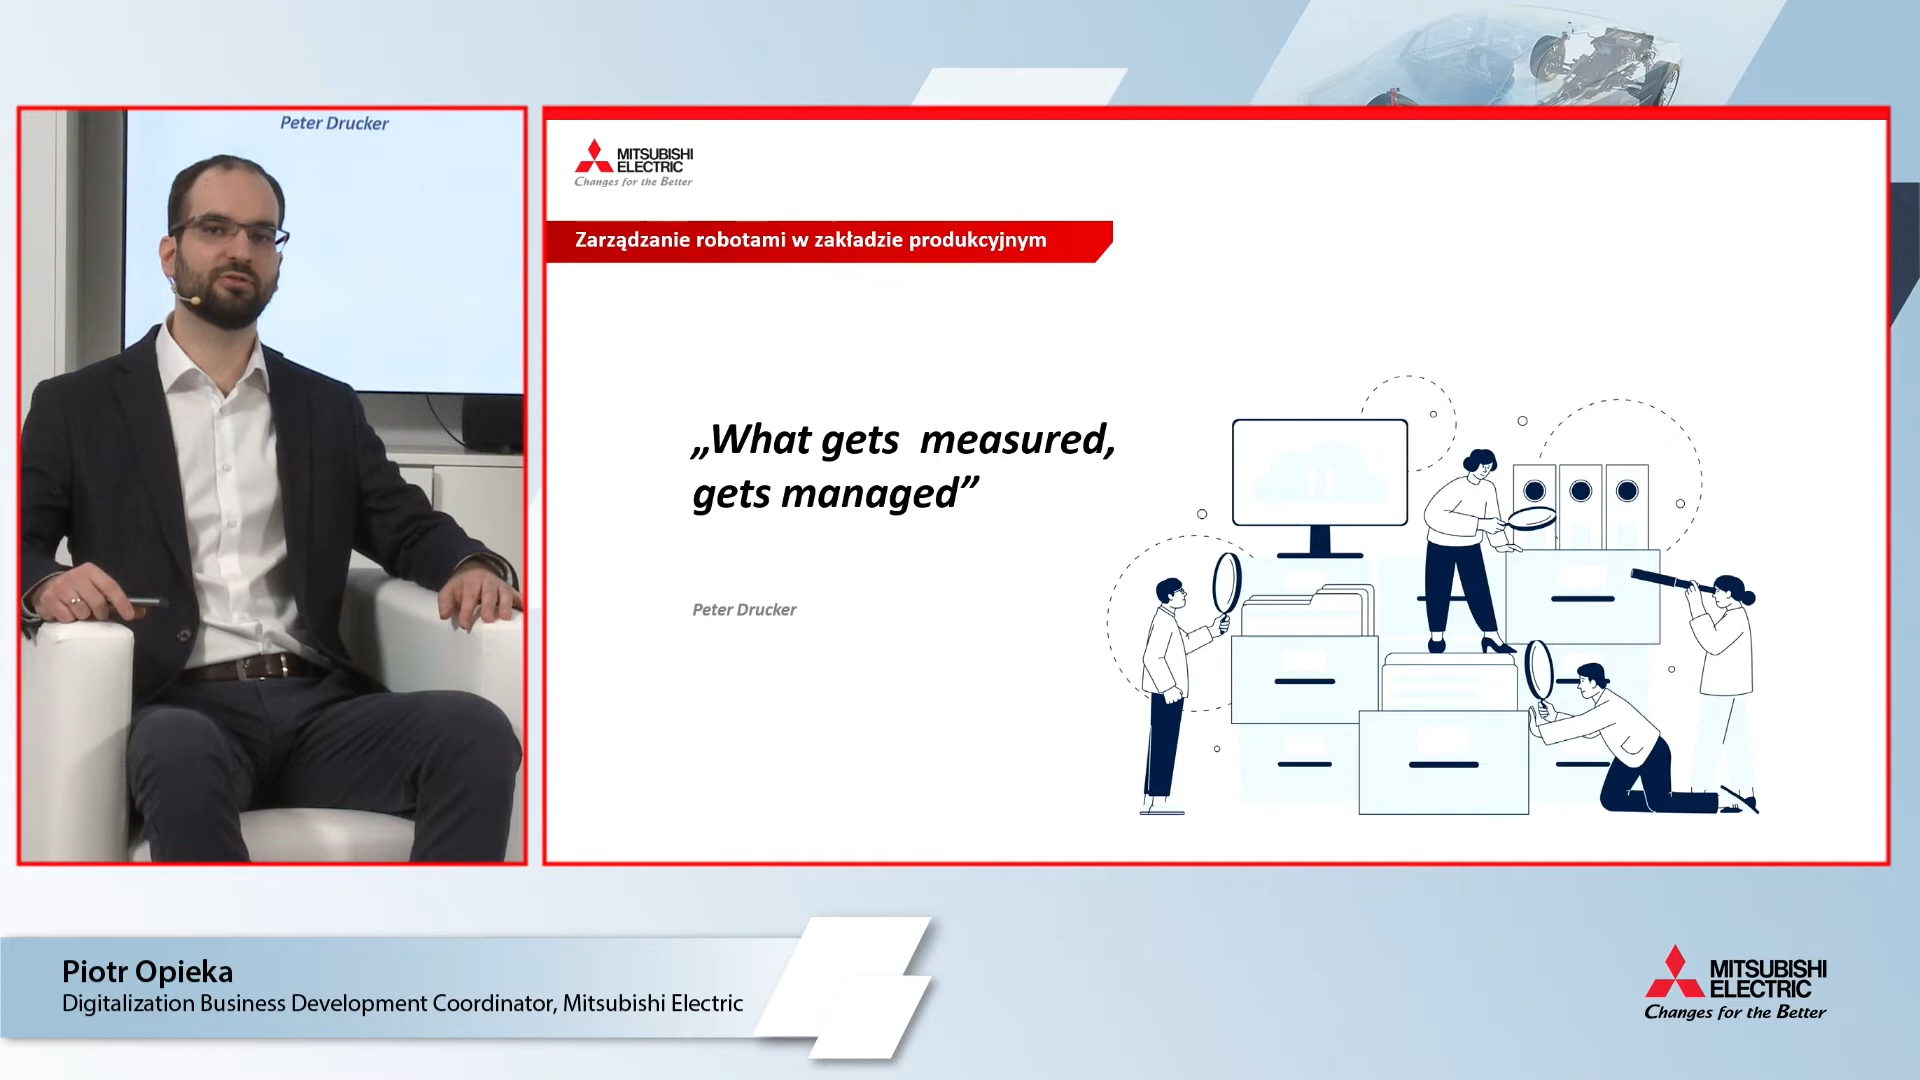 Peter Drucker
MITSUBISHI
ELECTRIC
Changes for the Better
Zarządzanie robotami w zakładzie produkcyjnym
„What gets  measured,
gets managed”
Peter Drucker
Piotr Opieka
Digitalization Business Development Coordinator, Mitsubishi Electric
MITSUBISHI
ELECTRIC
Changes for the Better